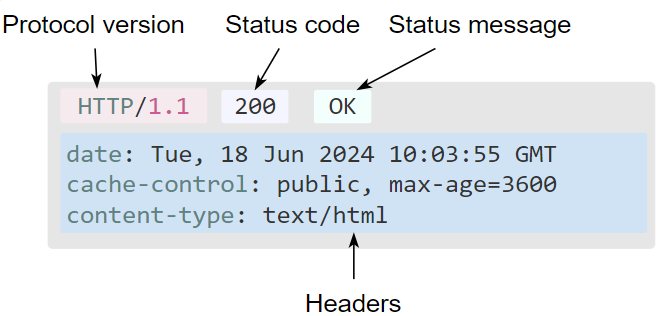 Protocol version Status code Status message
HTTP/1.1 200 OK
date: Tue, 18 Jun 2024 10:03:55 GMT
cache-control: public, max-age=3600
content-type: text/html
Headers